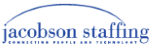 jacobson staffing
CONNECTING PEOPLE AND TECHNOLOGY